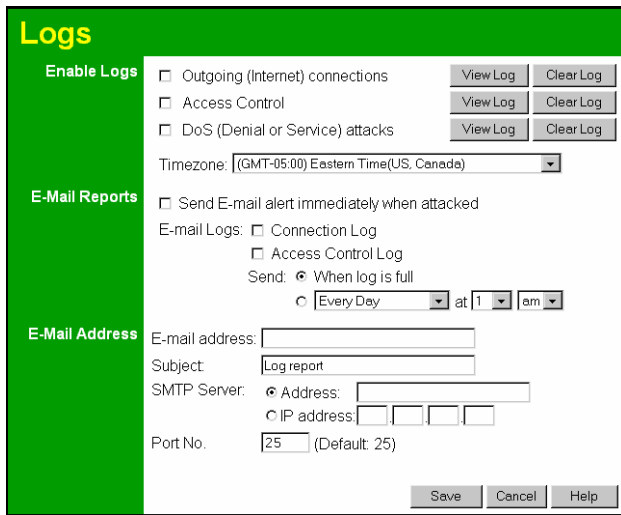 Logs
Enable Logs
Outgoing (Internet) connections View Log Clear Log
Access Control View Log Clear Log
DoS (Denial or Service) attacks View Log Clear Log
Timezone: (GMT-05:00) Eastern Time(US, Canada)
E-Mail Reports
Send E-mail alert immediately when attacked
E-mail Logs: Connection Log
Access Control Log
Send: When log is full
Every Day at 1 am
E-Mail Address
E-mail address:
Subject: Log report
SMTP Server: Address:
IP address: . . .
Port No. 25 (Default: 25)
Save Cancel Help